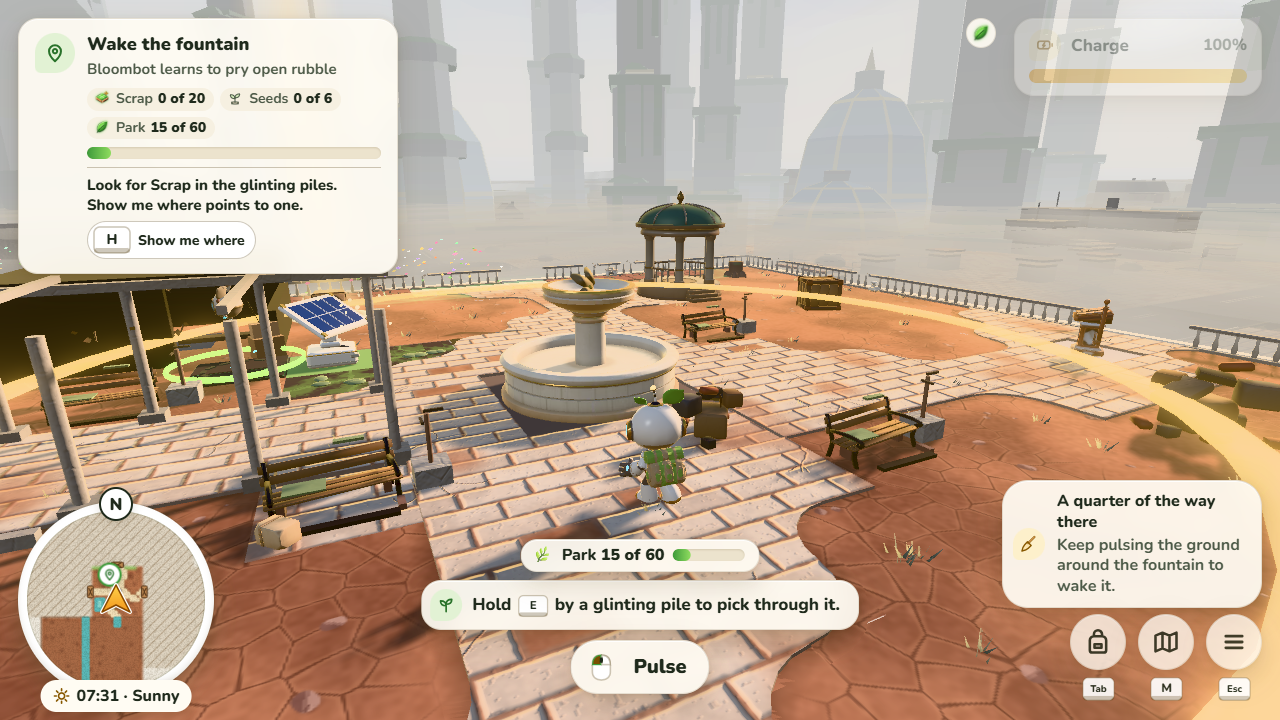 Wake the fountain
Bloombot learns to pry open rubble
Scrap 0 of 20
Seeds 0 of 6
Park 15 of 60
Look for Scrap in the glinting piles.
Show me where points to one.
H Show me where
Charge 100%
N
07:31 · Sunny
Park 15 of 60
Hold E by a glinting pile to pick through it.
Pulse
A quarter of the way
there
Keep pulsing the ground
around the fountain to
wake it.
Tab
M
Esc